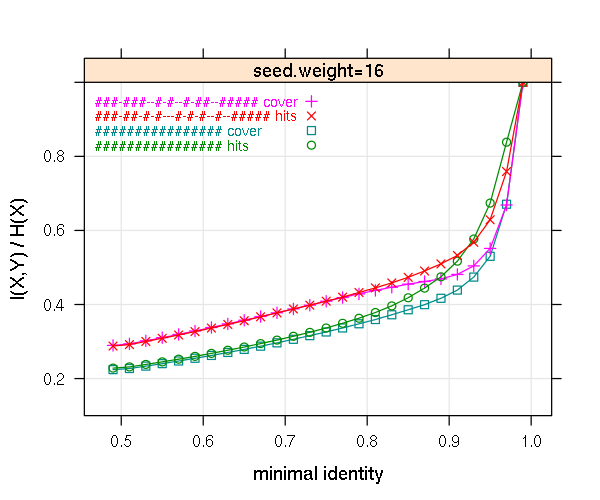 seed.weight=16
###-###--#-#--#-##--##### cover
###-##-#-#---#-#-#--#--##### hits
################ cover
################ hits
I(X,Y) / H(X)
0.8
0.6
0.4
0.2
0.5 0.6 0.7 0.8 0.9 1.0
minimal identity